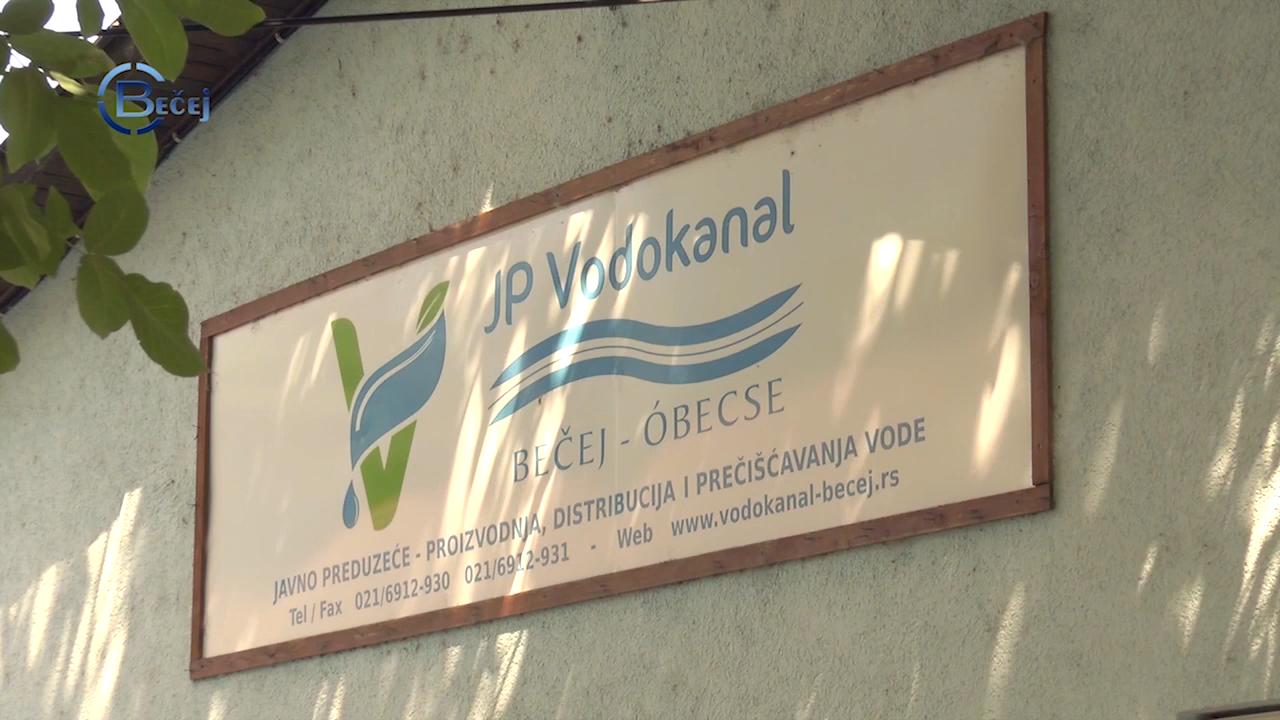 BEČEJ
JP Vodokanal
BEČEJ - ÓBECSE
JAVNO PREDUZEĆE - PROIZVODNJA, DISTRIBUCIJA I PREČIŠĆAVANJA VODE
Tel / Fax 021/6912-930 021/6912-931 - Web www.vodokanal-becej.rs